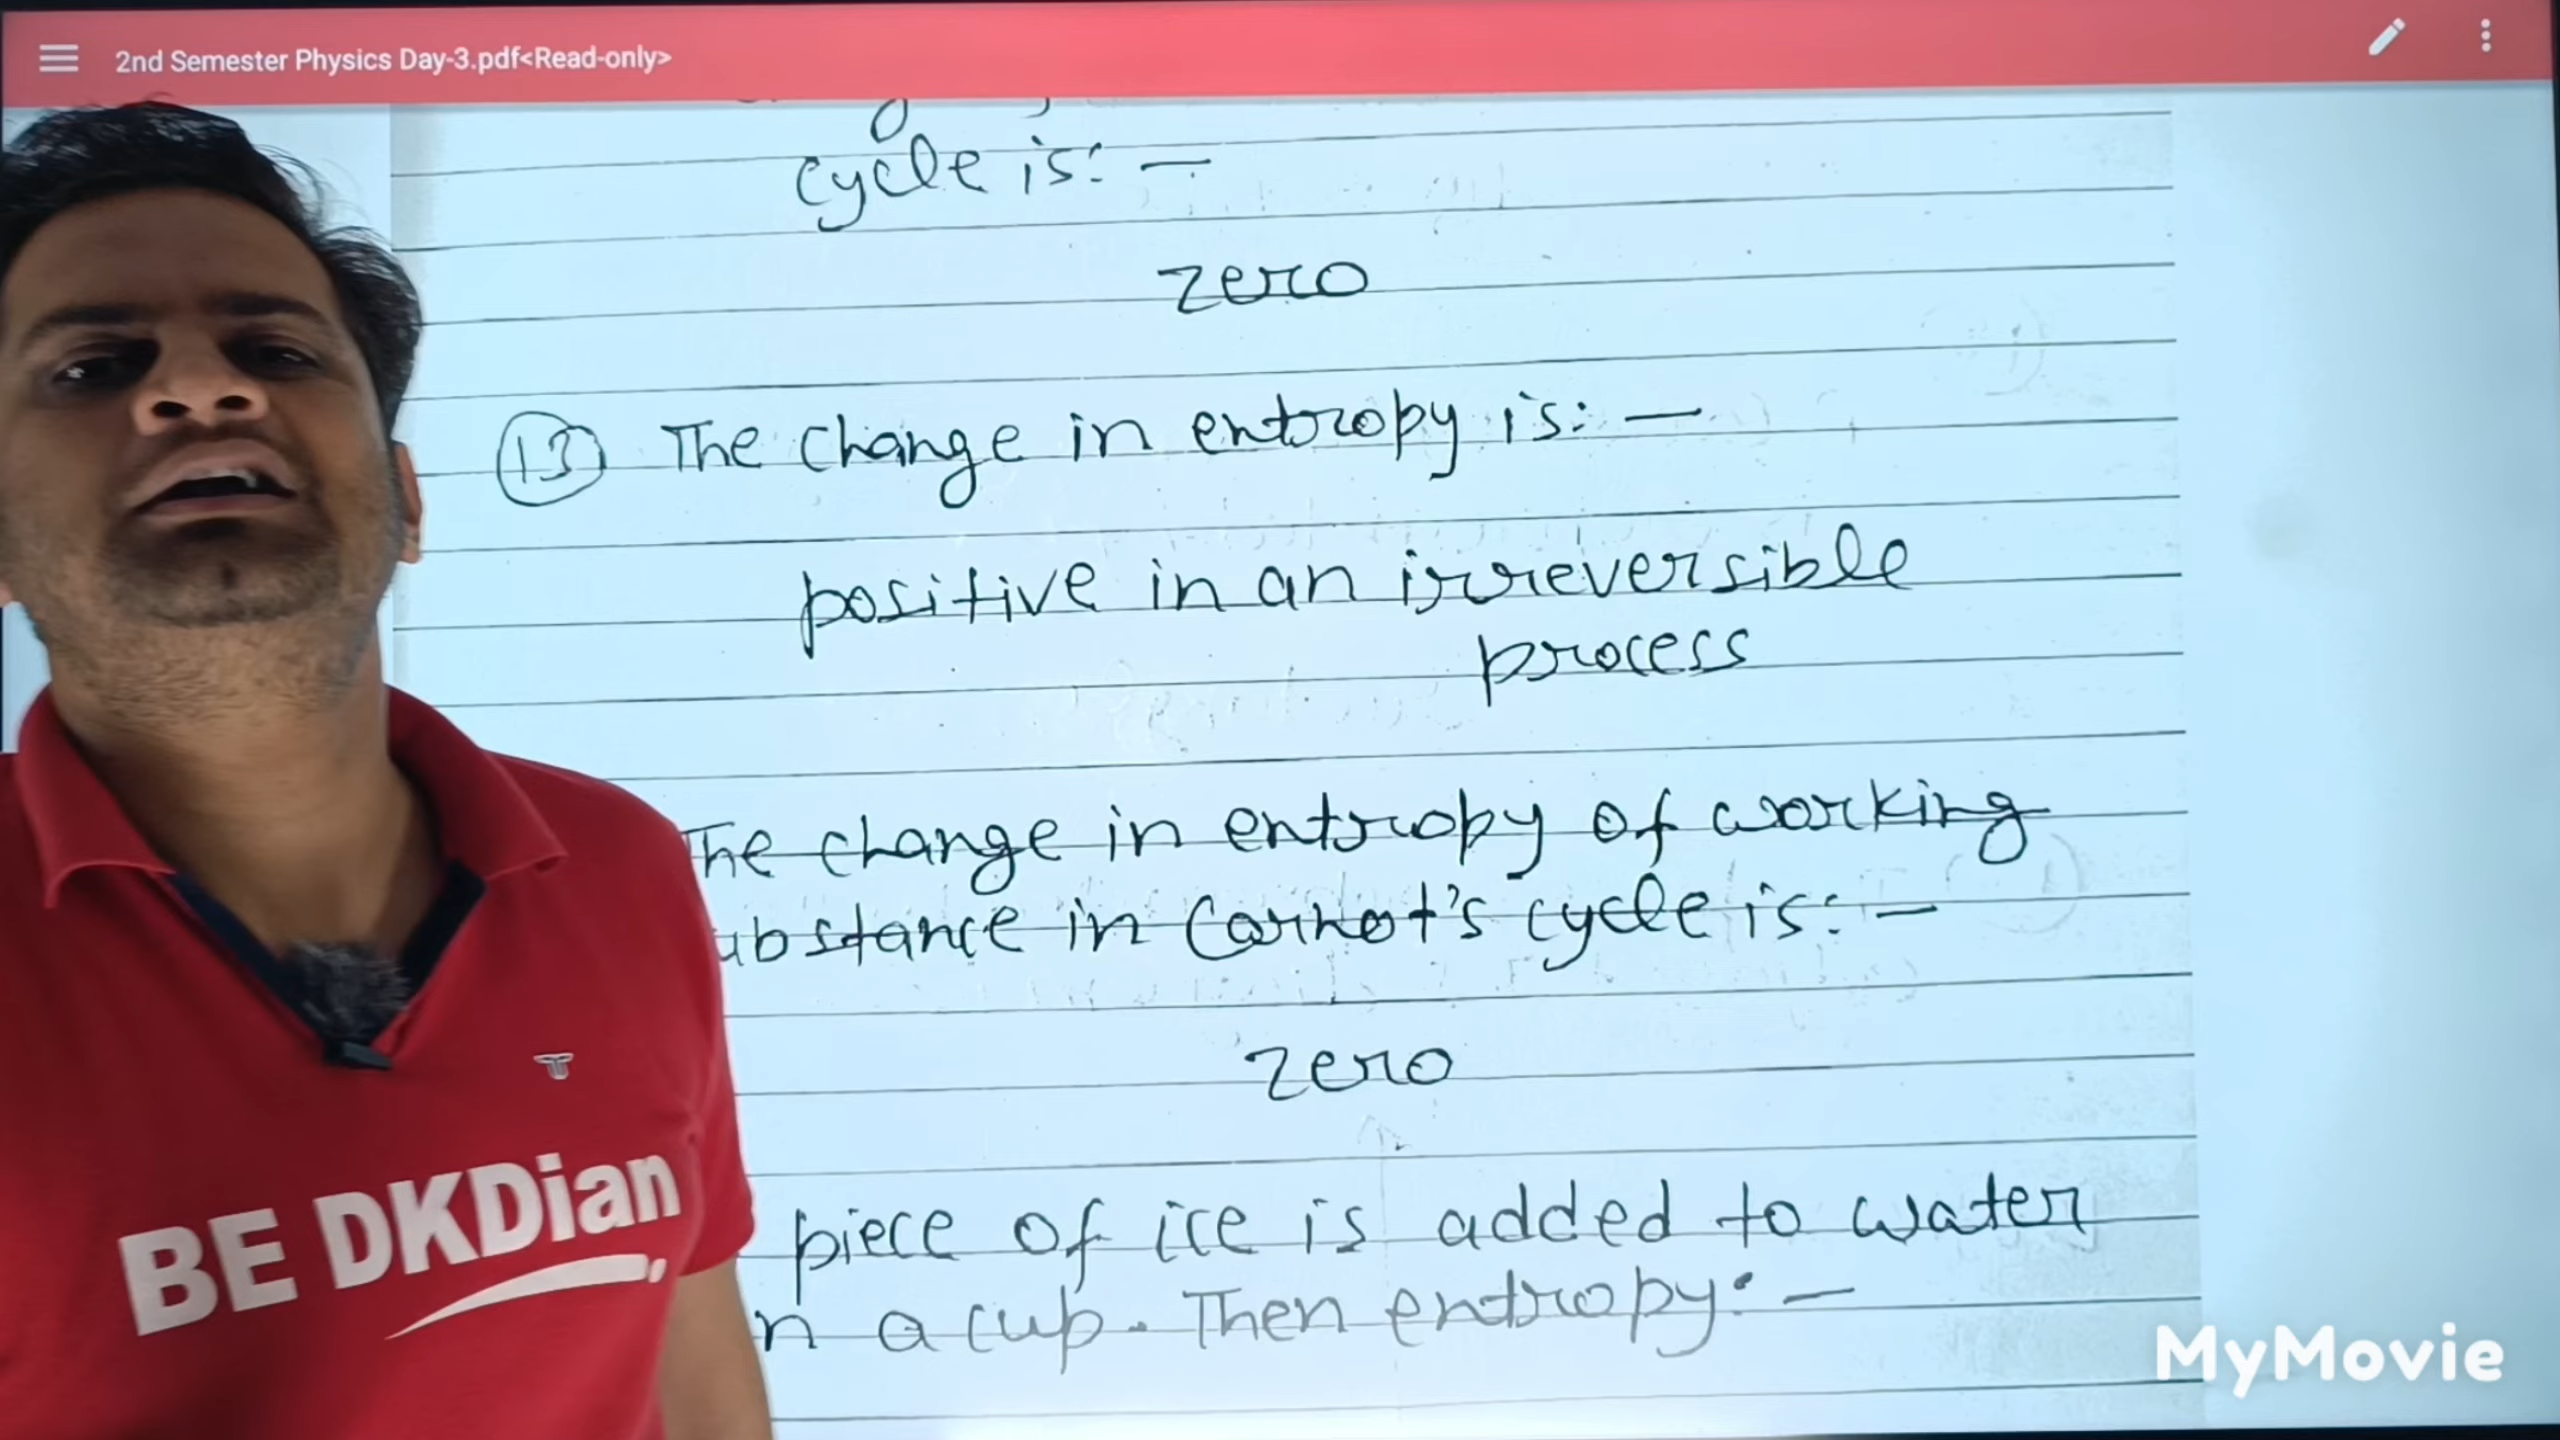 2nd Semester Physics Day-3.pdf<Read-only>
cycle is: —
zero
13 The change in entropy is: —
positive in an irreversible
process
The change in entropy of working
ubstance in Carnot's cycle is: —
zero
piece of ice is added to water
n a cup. Then entropy: —
BE DKDian
MyMovie